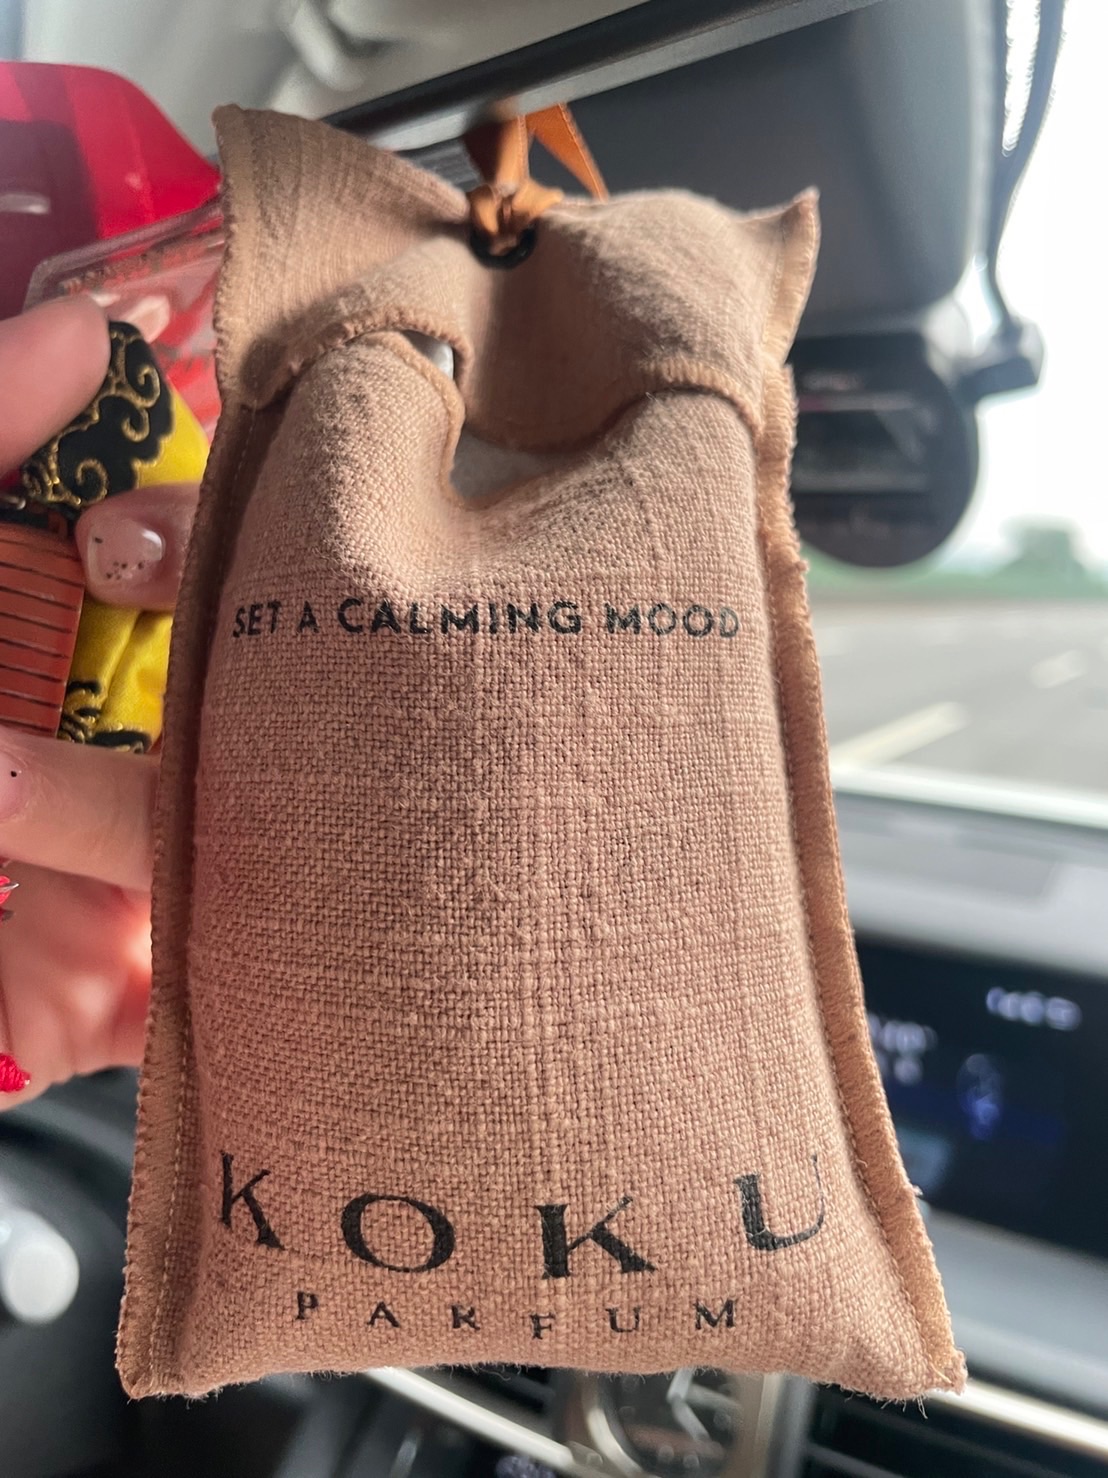 SET A CALMING MOOD
KOKU
PARFUM